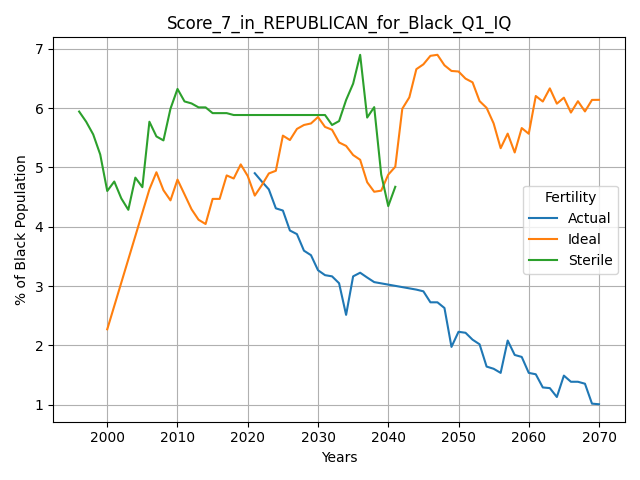 Score_7_in_REPUBLICAN_for_Black_Q1_IQ
7
6
5
4
3
2
1
% of Black Population
Fertility
Actual
Ideal
Sterile
2000 2010 2020 2030 2040 2050 2060 2070
Years